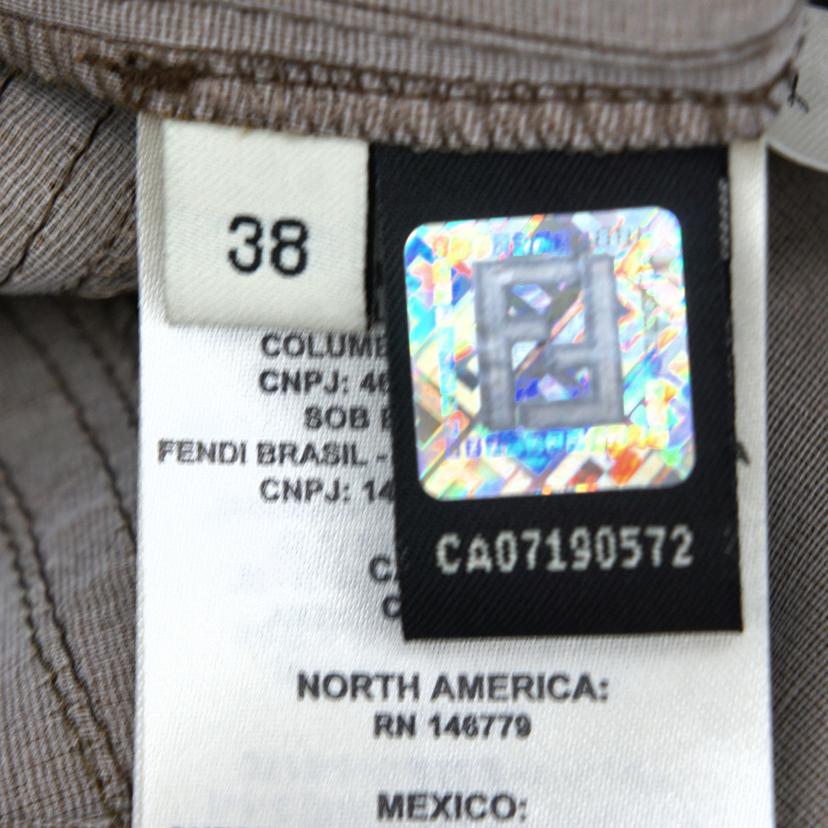 38
COLUMB
CNPJ: 46
SOB
FENDI BRASIL -
CNPJ: 14
CA07190572
NORTH AMERICA:
RN 146779
MEXICO: